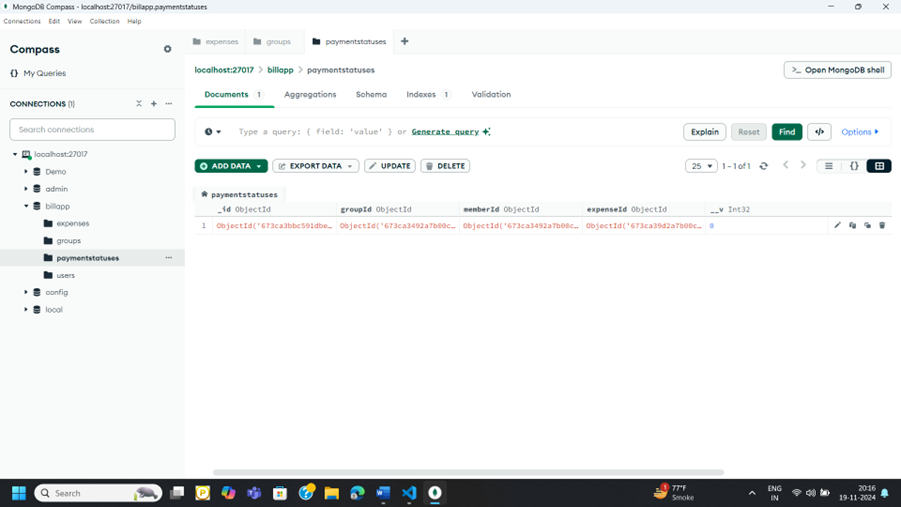 MongoDB Compass - localhost:27017/billapp.paymentstatuses
Connections Edit View Collection Help
Compass
{} My Queries
CONNECTIONS (1)
Search connections
localhost:27017
Demo
admin
billapp
expenses
groups
paymentstatuses
users
config
local
expenses groups paymentstatuses
localhost:27017 > billapp > paymentstatuses
>_ Open MongoDB shell
Documents 1 Aggregations Schema Indexes 1 Validation
Type a query: { field: 'value' } or Generate query
Explain Reset Find </> Options
ADD DATA EXPORT DATA UPDATE DELETE
25 1 – 1 of 1 {}
paymentstatuses
_id ObjectId groupId ObjectId memberId ObjectId expenseId ObjectId __v Int32
1 ObjectId('673ca3bbc591dbe… ObjectId('673ca3492a7b00c… ObjectId('673ca3492a7b00c… ObjectId('673ca39d2a7b00c… 0
Search
1 77°F
Smoke
ENG
IN
20:16
19-11-2024